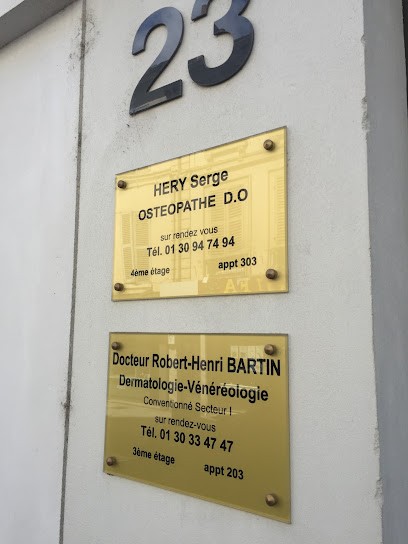 23
HERY Serge
OSTEOPATHE D.O
sur rendez vous
Tél. 01 30 94 74 94
4ème étage appt 303
Docteur Robert-Henri BARTIN
Dermatologie-Vénéréologie
Conventionné Secteur I
sur rendez-vous
Tél. 01 30 33 47 47
3ème étage appt 203